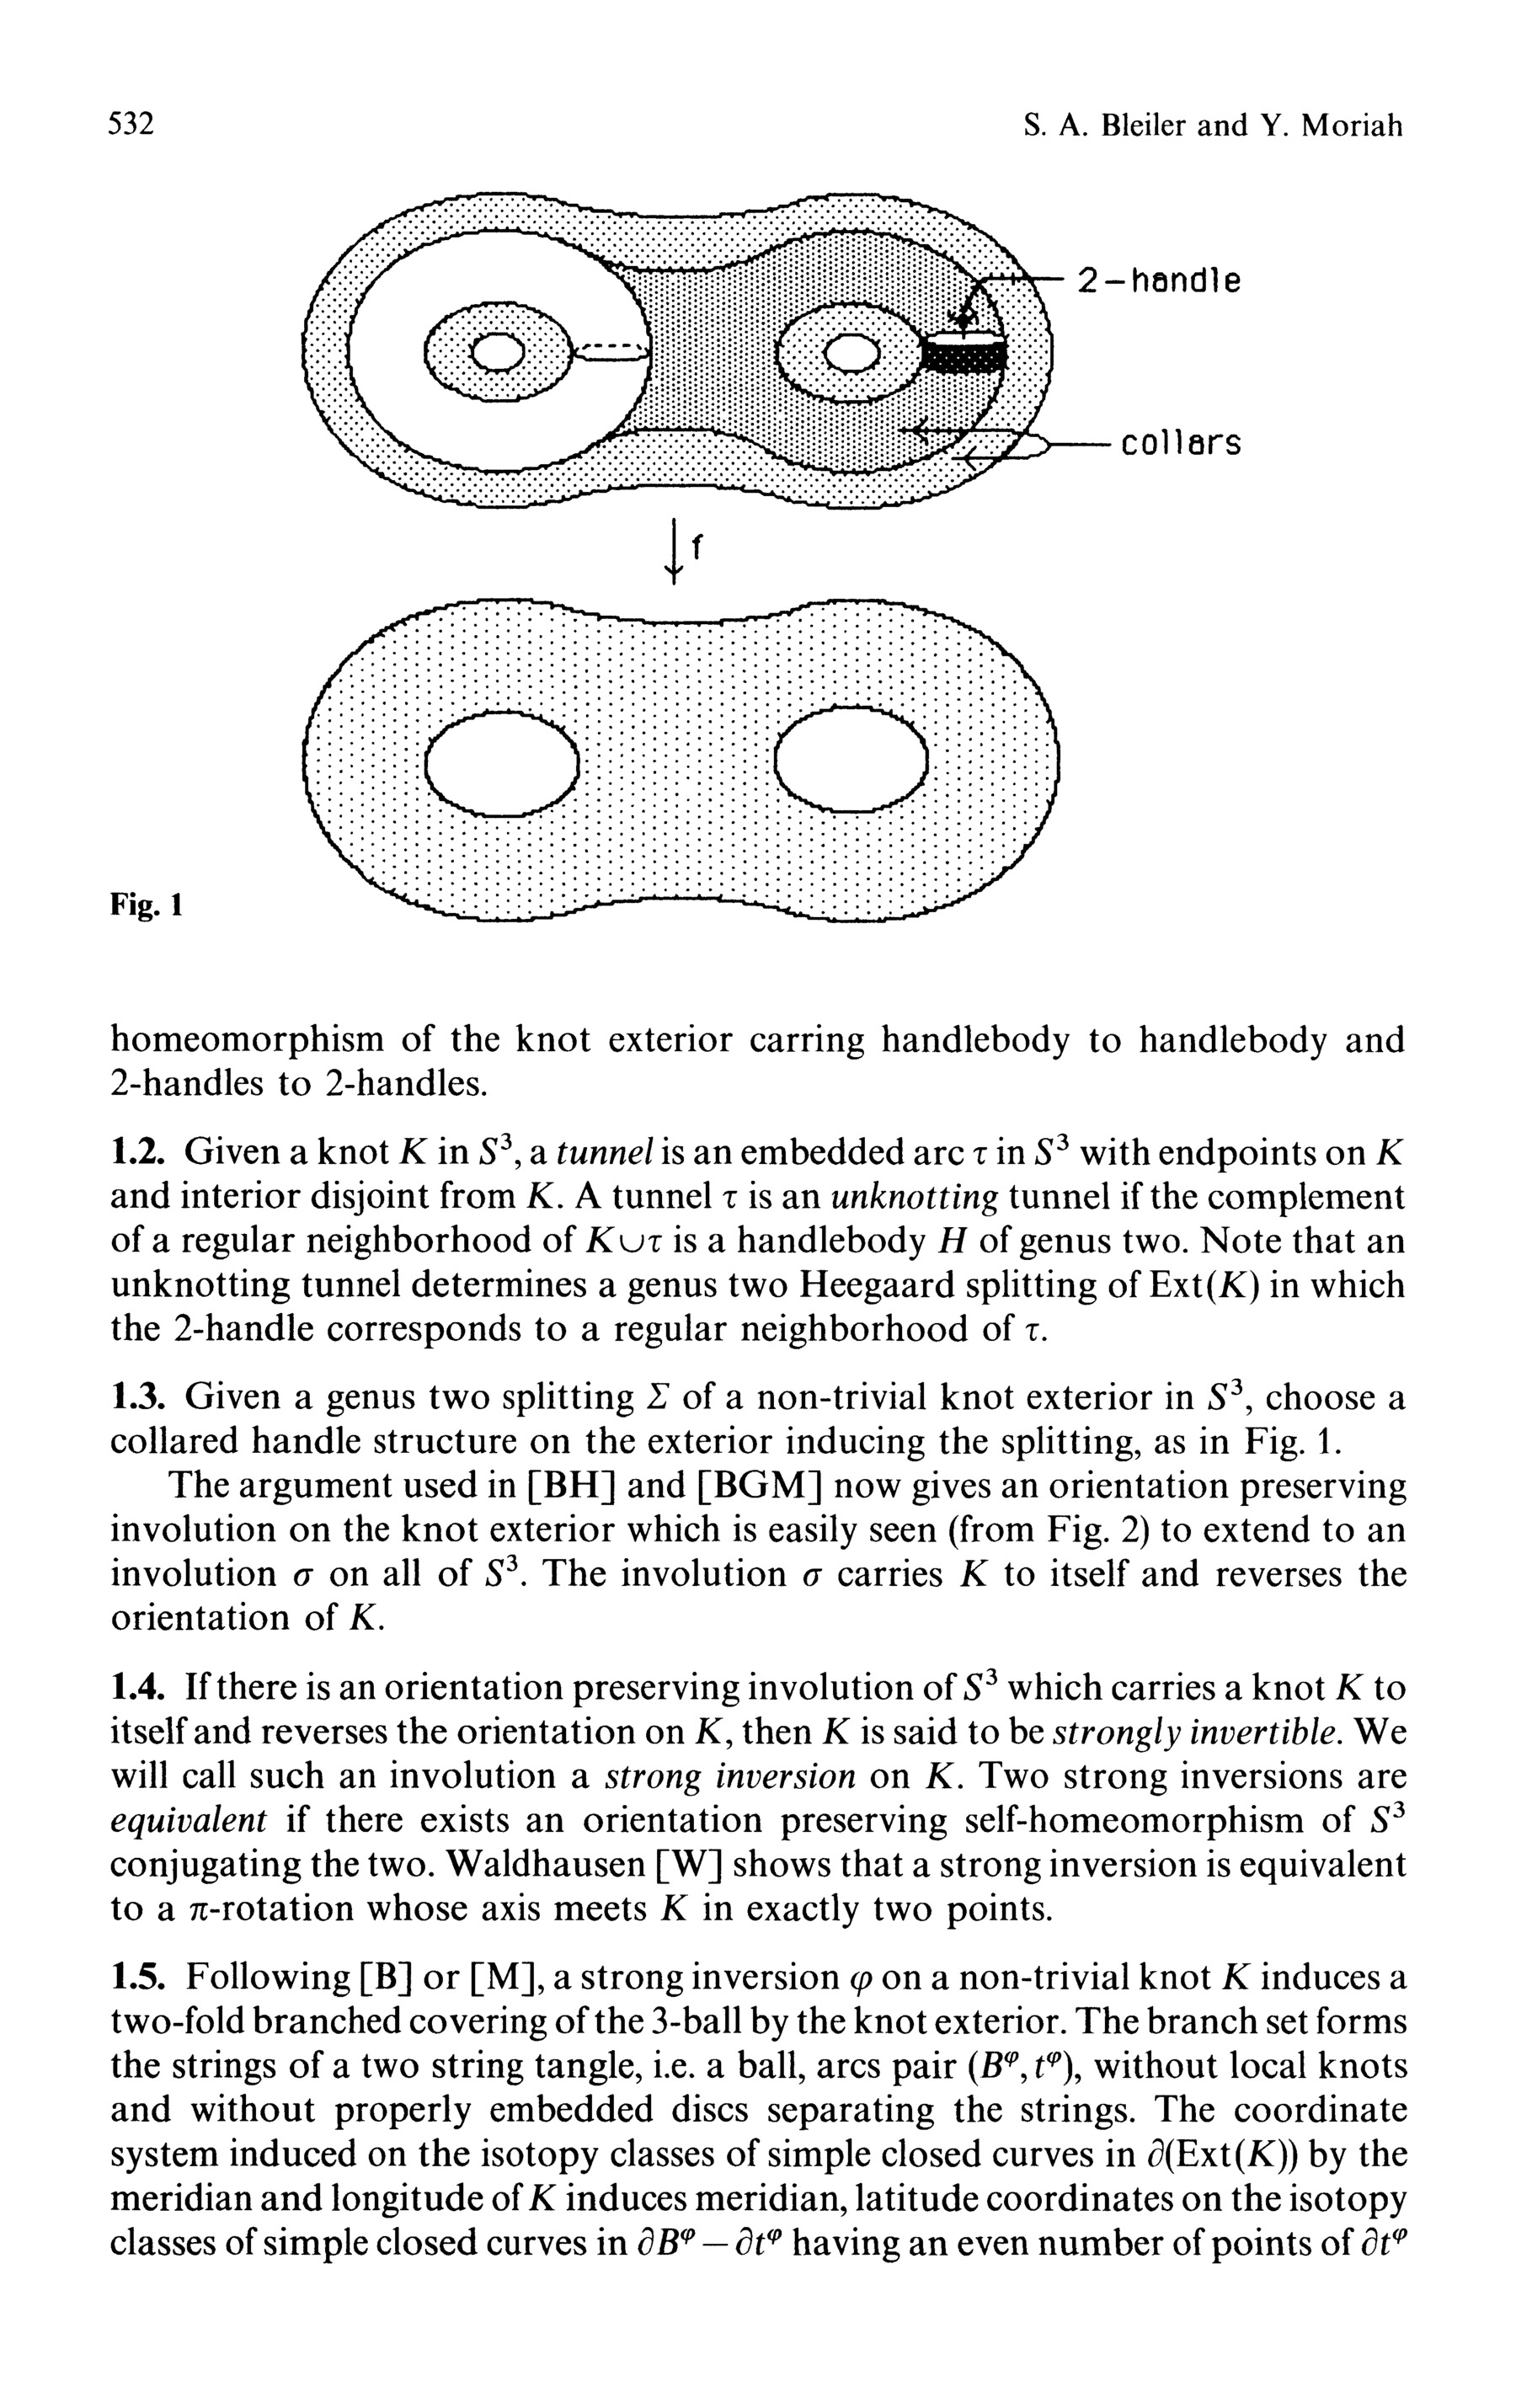 532
S. A. Bleiler and Y. Moriah
2–handle
collars
f
Fig. 1
homeomorphism of the knot exterior carring handlebody to handlebody and
2-handles to 2-handles.
1.2. Given a knot K in S³, a tunnel is an embedded arc τ in S³ with endpoints on K
and interior disjoint from K. A tunnel τ is an unknotting tunnel if the complement
of a regular neighborhood of K∪τ is a handlebody H of genus two. Note that an
unknotting tunnel determines a genus two Heegaard splitting of Ext(K) in which
the 2-handle corresponds to a regular neighborhood of τ.
1.3. Given a genus two splitting Σ of a non-trivial knot exterior in S³, choose a
collared handle structure on the exterior inducing the splitting, as in Fig. 1.
The argument used in [BH] and [BGM] now gives an orientation preserving
involution on the knot exterior which is easily seen (from Fig. 2) to extend to an
involution σ on all of S³. The involution σ carries K to itself and reverses the
orientation of K.
1.4. If there is an orientation preserving involution of S³ which carries a knot K to
itself and reverses the orientation on K, then K is said to be strongly invertible. We
will call such an involution a strong inversion on K. Two strong inversions are
equivalent if there exists an orientation preserving self-homeomorphism of S³
conjugating the two. Waldhausen [W] shows that a strong inversion is equivalent
to a π-rotation whose axis meets K in exactly two points.
1.5. Following [B] or [M], a strong inversion φ on a non-trivial knot K induces a
two-fold branched covering of the 3-ball by the knot exterior. The branch set forms
the strings of a two string tangle, i.e. a ball, arcs pair (Bᵠ, tᵠ), without local knots
and without properly embedded discs separating the strings. The coordinate
system induced on the isotopy classes of simple closed curves in ∂(Ext(K)) by the
meridian and longitude of K induces meridian, latitude coordinates on the isotopy
classes of simple closed curves in ∂Bᵠ – ∂tᵠ having an even number of points of ∂tᵠ